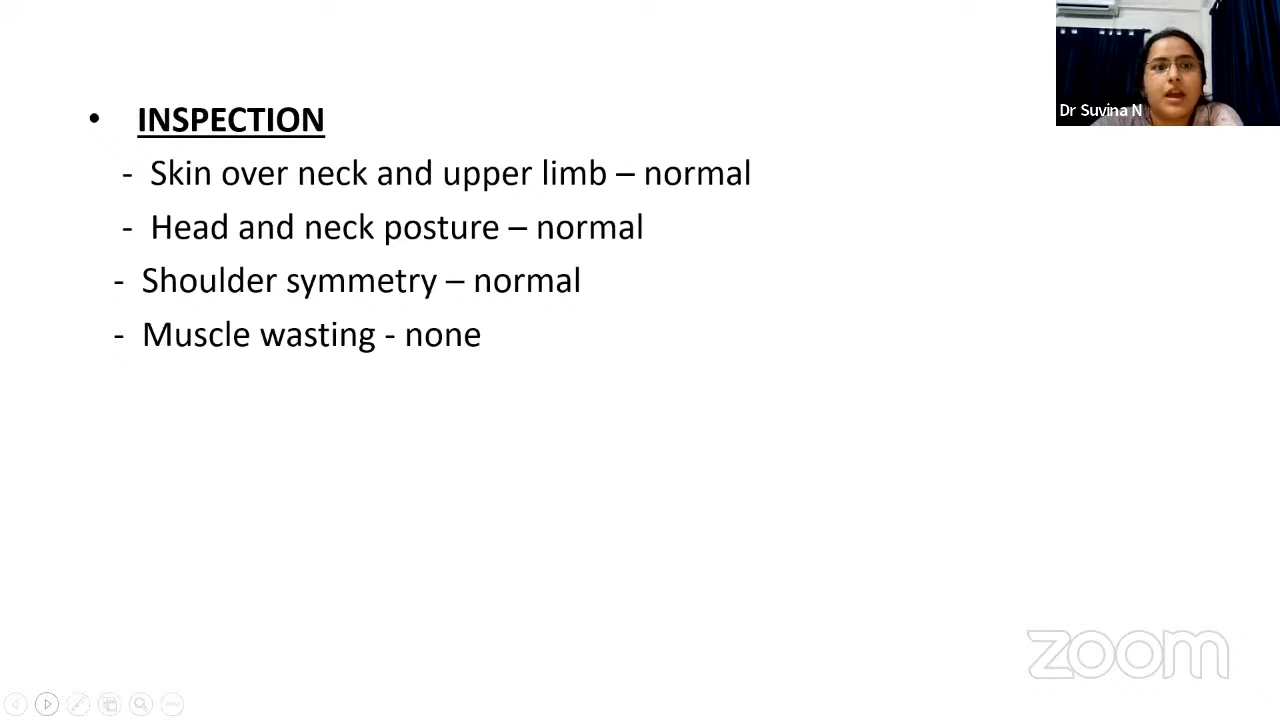 • INSPECTION
- Skin over neck and upper limb – normal
- Head and neck posture – normal
- Shoulder symmetry – normal
- Muscle wasting - none
Dr Suvina N
zoom